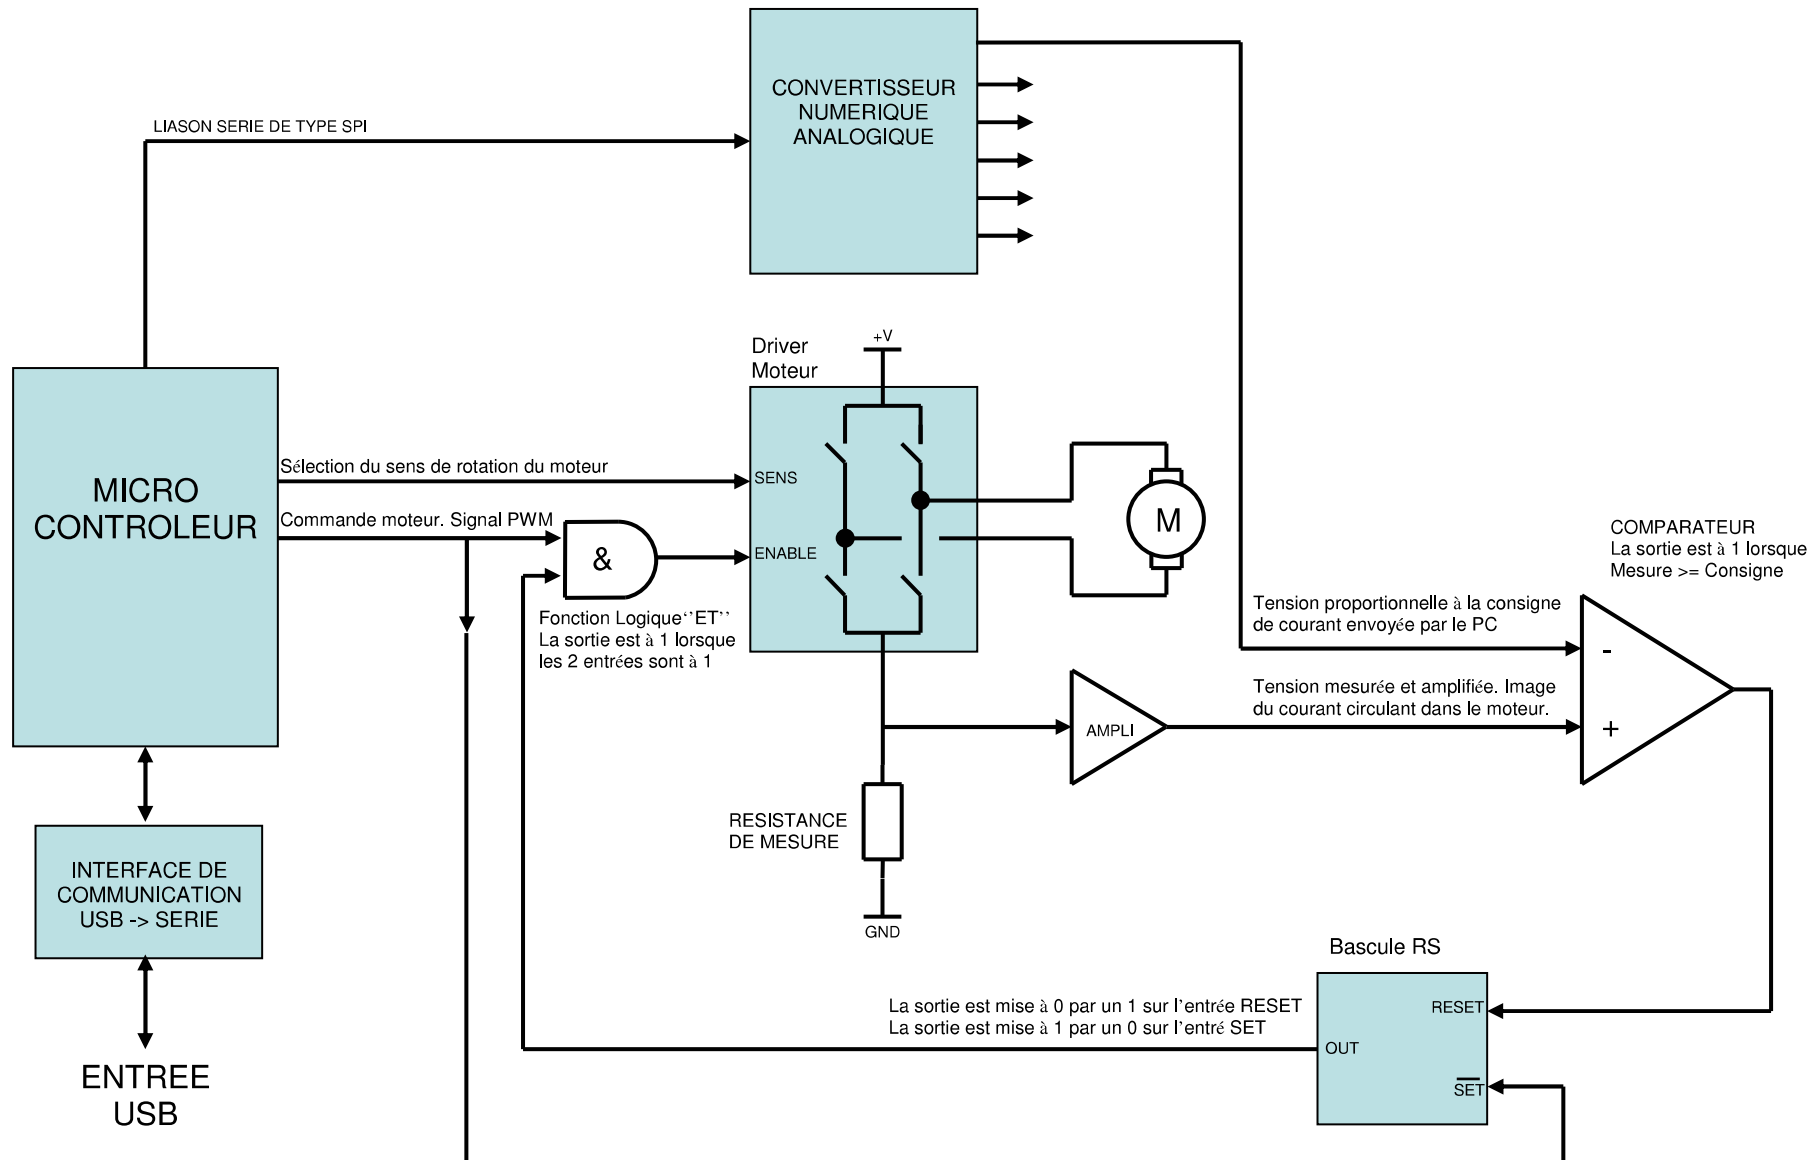 CONVERTISSEUR
NUMERIQUE
ANALOGIQUE
LIASON SERIE DE TYPE SPI
Driver
Moteur
+V
MICRO
CONTROLEUR
Sélection du sens de rotation du moteur
SENS
Commande moteur. Signal PWM
&
ENABLE
M
Fonction Logique‘’ET’’
La sortie est à 1 lorsque
les 2 entrées sont à 1
COMPARATEUR
La sortie est à 1 lorsque
Mesure >= Consigne
Tension proportionnelle à la consigne
de courant envoyée par le PC
-
Tension mesurée et amplifiée. Image
du courant circulant dans le moteur.
+
AMPLI
RESISTANCE
DE MESURE
GND
INTERFACE DE
COMMUNICATION
USB -> SERIE
ENTREE
USB
Bascule RS
La sortie est mise à 0 par un 1 sur l’entrée RESET
La sortie est mise à 1 par un 0 sur l’entré SET
RESET
OUT
SET